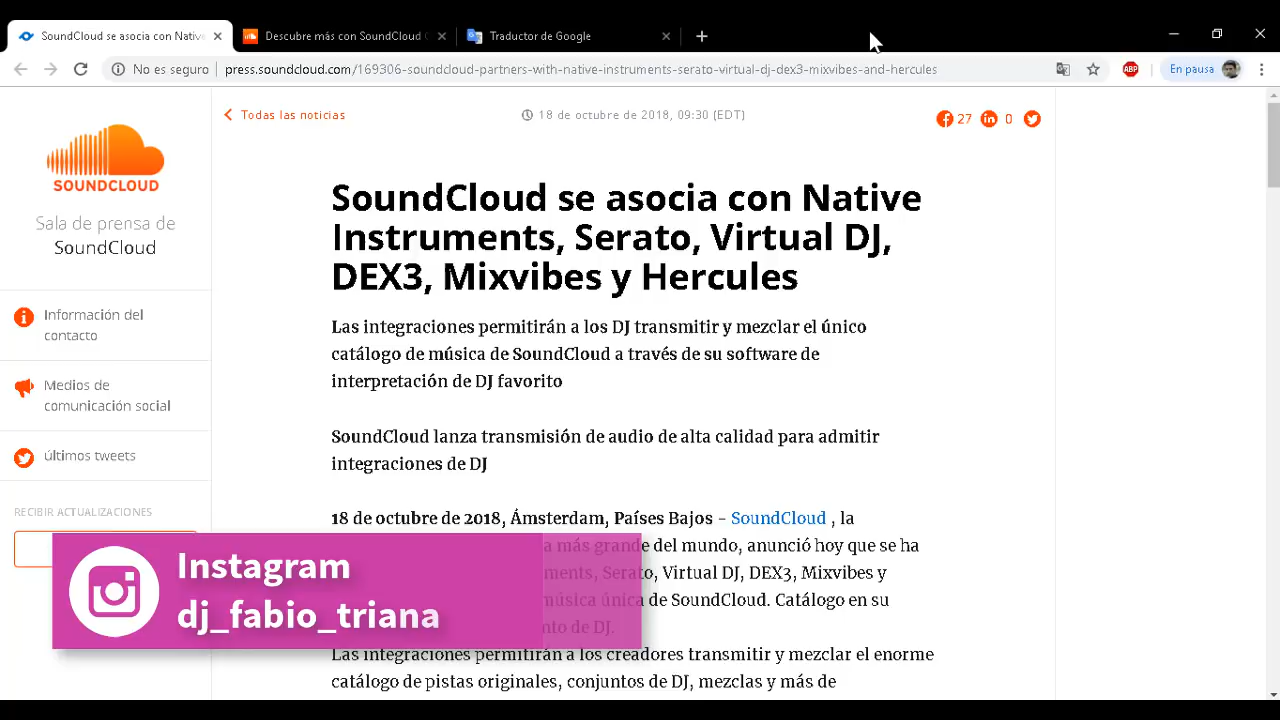 SoundCloud se asocia con Native
Descubre más con SoundCloud
Traductor de Google
No es seguro
press.soundcloud.com/169306-soundcloud-partners-with-native-instruments-serato-virtual-dj-dex3-mixvibes-and-hercules
ABP
En pausa
SOUNDCLOUD
Sala de prensa de
SoundCloud
Información del
contacto
Medios de
comunicación social
últimos tweets
RECIBIR ACTUALIZACIONES
Todas las noticias
18 de octubre de 2018, 09:30 (EDT)
27
0
SoundCloud se asocia con Native
Instruments, Serato, Virtual DJ,
DEX3, Mixvibes y Hercules
Las integraciones permitirán a los DJ transmitir y mezclar el único
catálogo de música de SoundCloud a través de su software de
interpretación de DJ favorito
SoundCloud lanza transmisión de audio de alta calidad para admitir
integraciones de DJ
18 de octubre de 2018, Ámsterdam, Países Bajos - SoundCloud , la
a más grande del mundo, anunció hoy que se ha
Serato, Virtual DJ, DEX3, Mixvibes y
música única de SoundCloud. Catálogo en su
de DJ.
Las integraciones permitirán a los creadores transmitir y mezclar el enorme
catálogo de pistas originales, conjuntos de DJ, mezclas y más de
Instagram
dj_fabio_triana